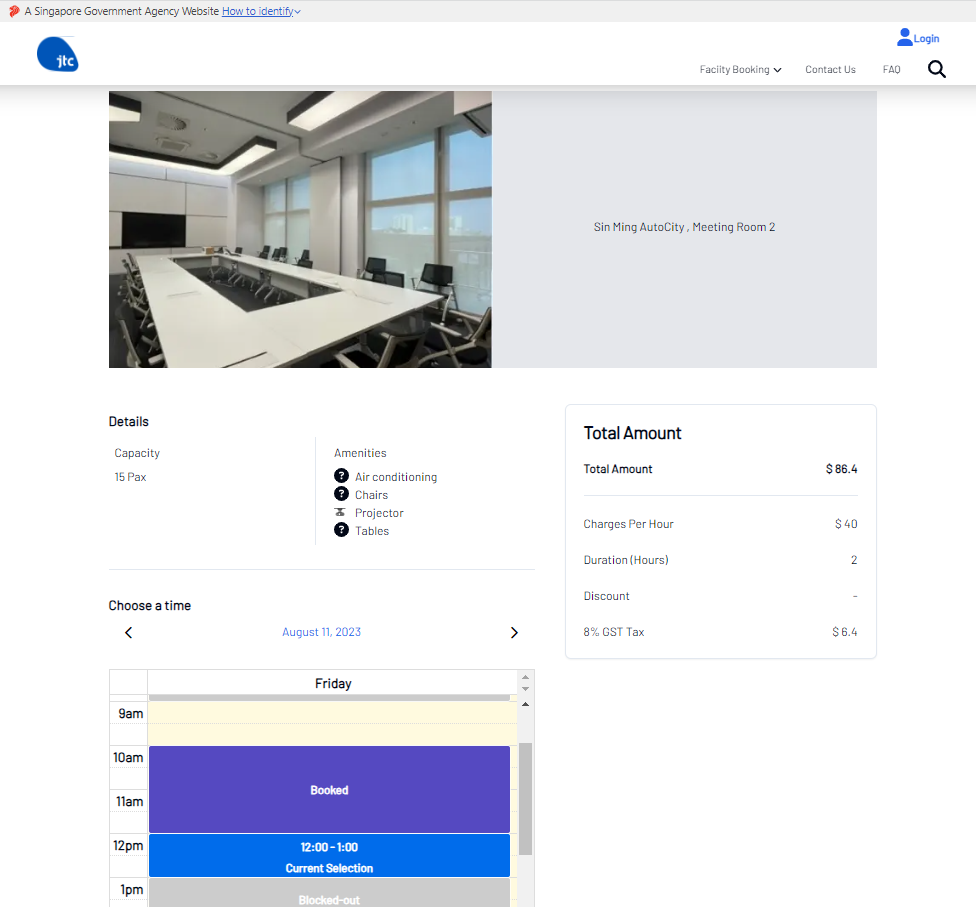 A Singapore Government Agency Website How to identify
Login
jtc
Faciity Booking
Contact Us
FAQ
Sin Ming AutoCity , Meeting Room 2
Details
Capacity
15 Pax
Amenities
? Air conditioning
? Chairs
Projector
? Tables
Total Amount
Total Amount $ 86.4
Charges Per Hour $ 40
Duration (Hours) 2
Discount -
8% GST Tax $ 6.4
Choose a time
August 11, 2023
Friday
9am
10am
Booked
11am
12pm
12:00 - 1:00
Current Selection
1pm
Blocked-out